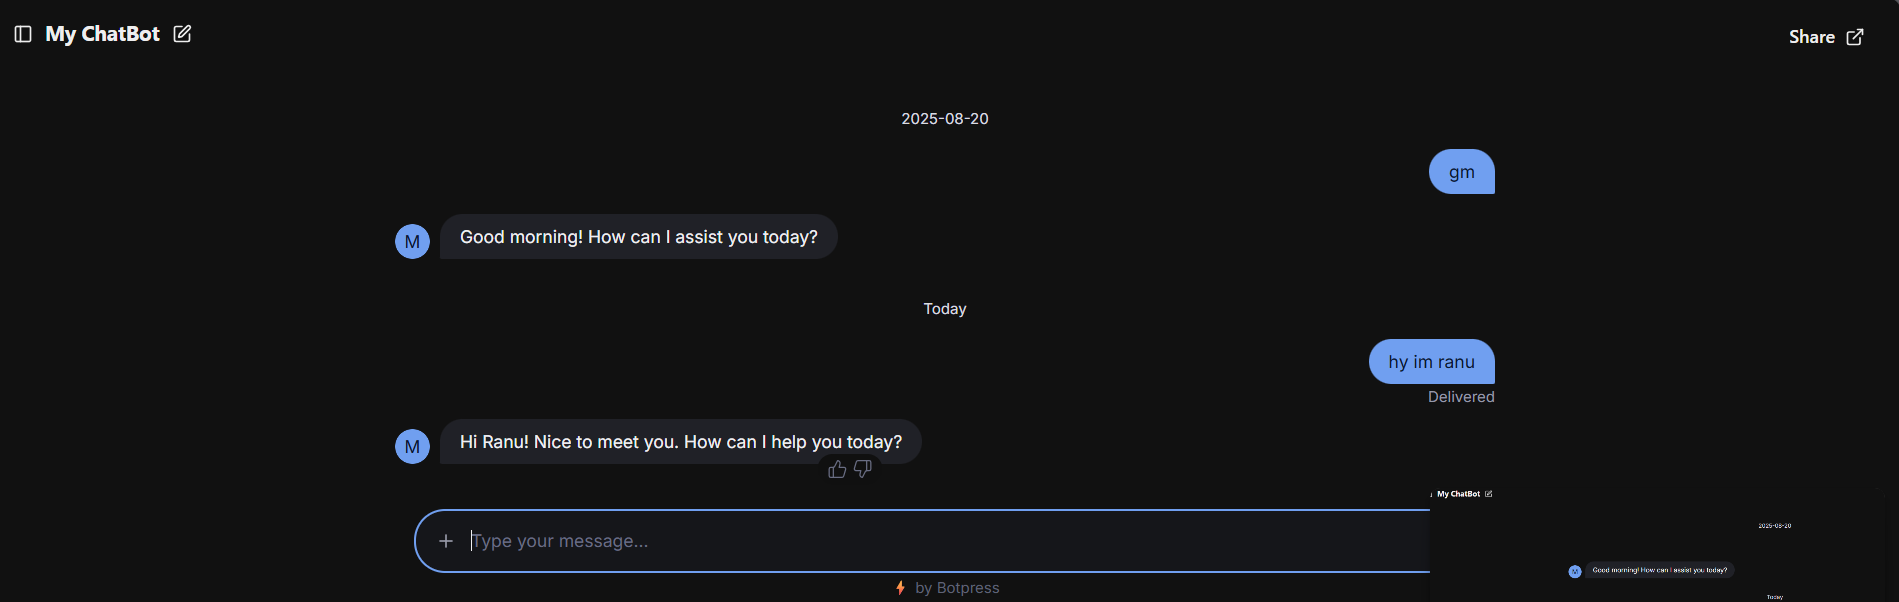 My ChatBot
Share
2025-08-20
gm
M
Good morning! How can I assist you today?
Today
hy im ranu
Delivered
M
Hi Ranu! Nice to meet you. How can I help you today?
Type your message...
by Botpress
My ChatBot
2025-08-20
M
Good morning! How can I assist you today?
Today